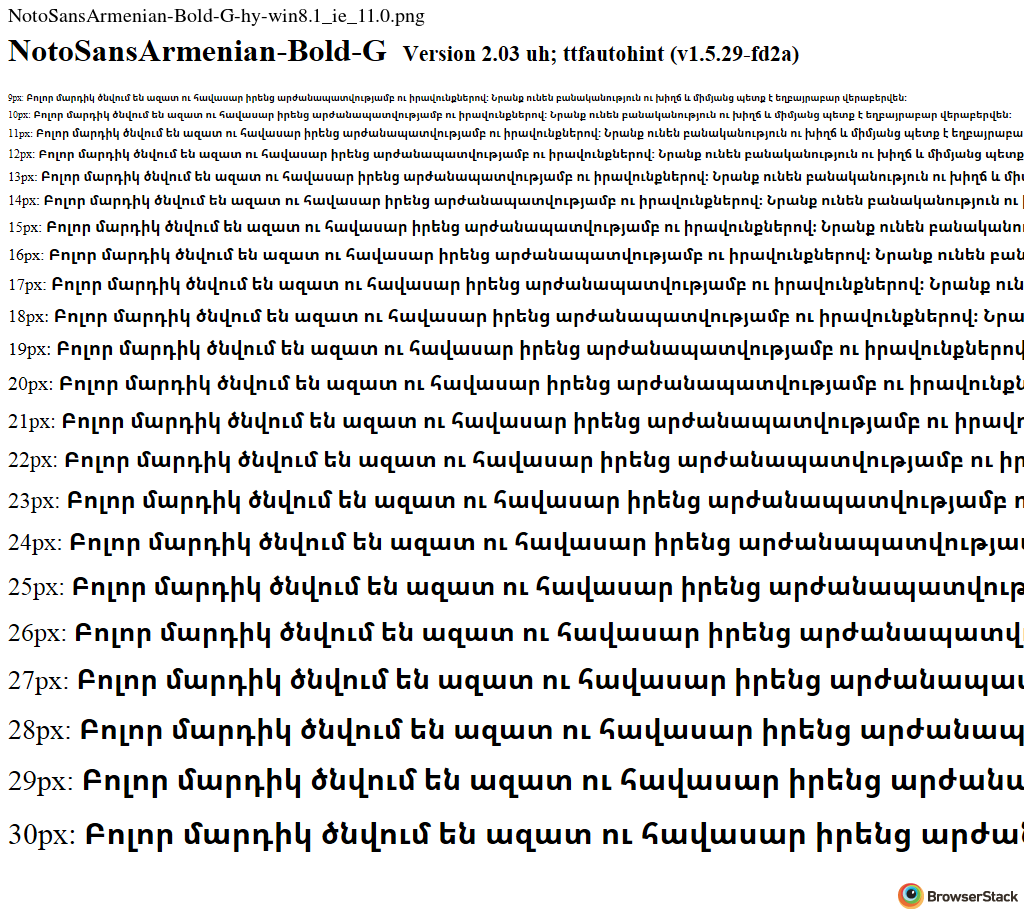 NotoSansArmenian-Bold-G-hy-win8.1_ie_11.0.png
NotoSansArmenian-Bold-G Version 2.03 uh; ttfautohint (v1.5.29-fd2a)
9px: Բոլոր մարդիկ ծնվում են ազատ ու հավասար իրենց արժանապատվությամբ ու իրավունքներով։ Նրանք ունեն բանականություն ու խիղճ և միմյանց պետք է եղբայրաբար վերաբերվեն։
10px: Բոլոր մարդիկ ծնվում են ազատ ու հավասար իրենց արժանապատվությամբ ու իրավունքներով։ Նրանք ունեն բանականություն ու խիղճ և միմյանց պետք է եղբայրաբար վերաբերվեն։
11px: Բոլոր մարդիկ ծնվում են ազատ ու հավասար իրենց արժանապատվությամբ ու իրավունքներով։ Նրանք ունեն բանականություն ու խիղճ և միմյանց պետք է եղբայրաբա
12px: Բոլոր մարդիկ ծնվում են ազատ ու հավասար իրենց արժանապատվությամբ ու իրավունքներով։ Նրանք ունեն բանականություն ու խիղճ և միմյանց պետք
13px: Բոլոր մարդիկ ծնվում են ազատ ու հավասար իրենց արժանապատվությամբ ու իրավունքներով։ Նրանք ունեն բանականություն ու խիղճ և մի
14px: Բոլոր մարդիկ ծնվում են ազատ ու հավասար իրենց արժանապատվությամբ ու իրավունքներով։ Նրանք ունեն բանականություն ու
15px: Բոլոր մարդիկ ծնվում են ազատ ու հավասար իրենց արժանապատվությամբ ու իրավունքներով։ Նրանք ունեն բանականո
16px: Բոլոր մարդիկ ծնվում են ազատ ու հավասար իրենց արժանապատվությամբ ու իրավունքներով։ Նրանք ունեն բան
17px: Բոլոր մարդիկ ծնվում են ազատ ու հավասար իրենց արժանապատվությամբ ու իրավունքներով։ Նրանք ուն
18px: Բոլոր մարդիկ ծնվում են ազատ ու հավասար իրենց արժանապատվությամբ ու իրավունքներով։ Նրա
19px: Բոլոր մարդիկ ծնվում են ազատ ու հավասար իրենց արժանապատվությամբ ու իրավունքներով
20px: Բոլոր մարդիկ ծնվում են ազատ ու հավասար իրենց արժանապատվությամբ ու իրավունքն
21px: Բոլոր մարդիկ ծնվում են ազատ ու հավասար իրենց արժանապատվությամբ ու իրավո
22px: Բոլոր մարդիկ ծնվում են ազատ ու հավասար իրենց արժանապատվությամբ ու իր
23px: Բոլոր մարդիկ ծնվում են ազատ ու հավասար իրենց արժանապատվությամբ ո
24px: Բոլոր մարդիկ ծնվում են ազատ ու հավասար իրենց արժանապատվությա
25px: Բոլոր մարդիկ ծնվում են ազատ ու հավասար իրենց արժանապատվութ
26px: Բոլոր մարդիկ ծնվում են ազատ ու հավասար իրենց արժանապատվ
27px: Բոլոր մարդիկ ծնվում են ազատ ու հավասար իրենց արժանապա
28px: Բոլոր մարդիկ ծնվում են ազատ ու հավասար իրենց արժանապ
29px: Բոլոր մարդիկ ծնվում են ազատ ու հավասար իրենց արժանա
30px: Բոլոր մարդիկ ծնվում են ազատ ու հավասար իրենց արժա
BrowserStack